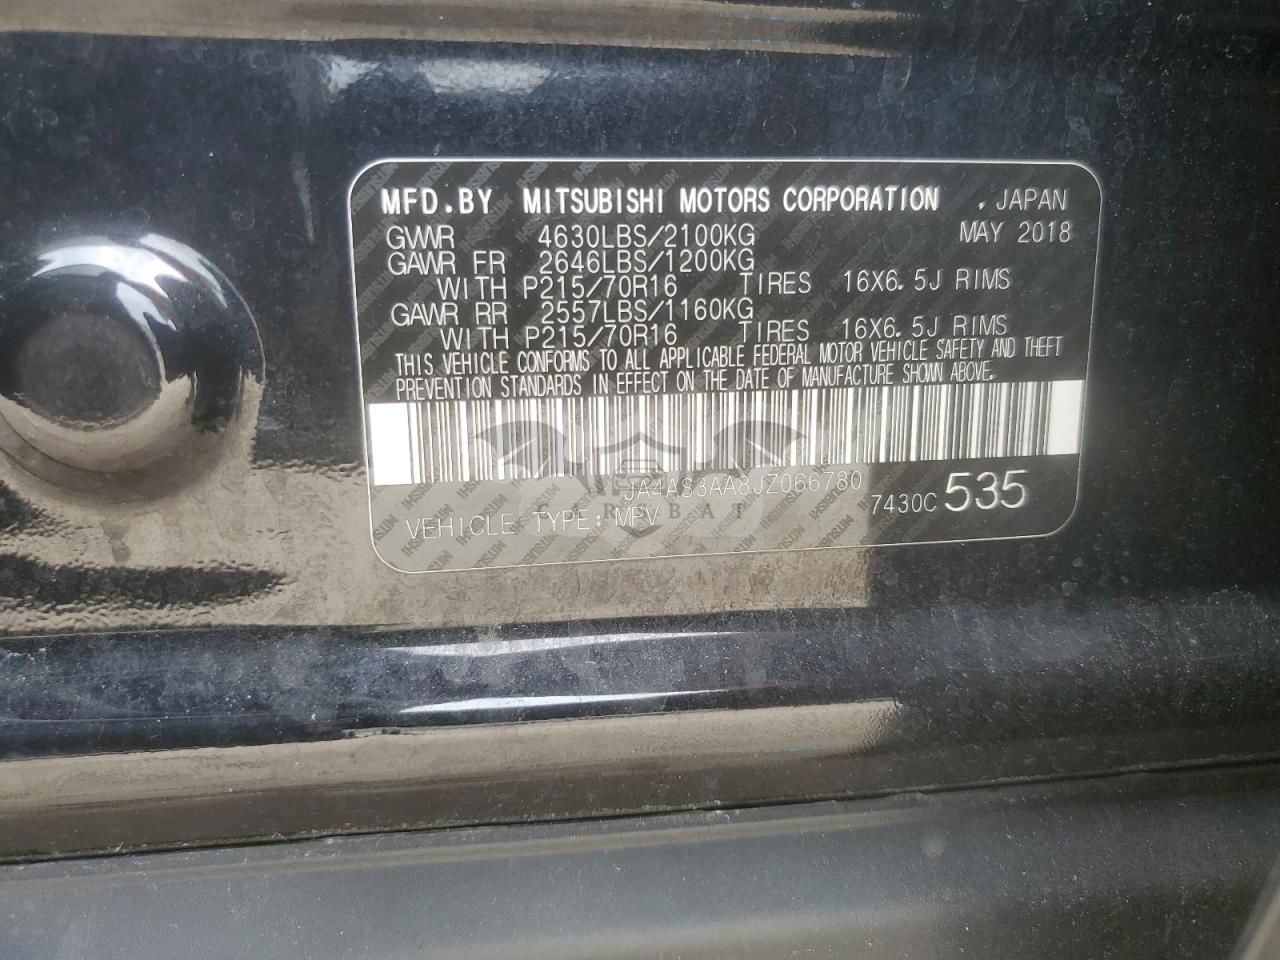 MFD.BY MITSUBISHI MOTORS CORPORATION . JAPAN
GVWR 4630LBS/2100KG MAY 2018
GAWR FR 2646LBS/1200KG
WITH P215/70R16 TIRES 16X6.5J RIMS
GAWR RR 2557LBS/1160KG
WITH P215/70R16 TIRES 16X6.5J RIMS
THIS VEHICLE CONFORMS TO ALL APPLICABLE FEDERAL MOTOR VEHICLE SAFETY AND THEFT
PREVENTION STANDARDS IN EFFECT ON THE DATE OF MANUFACTURE SHOWN ABOVE.
JA4AS3AA8JZ066780
7430C 535
CARFBAT
VEHICLE TYPE: MPV